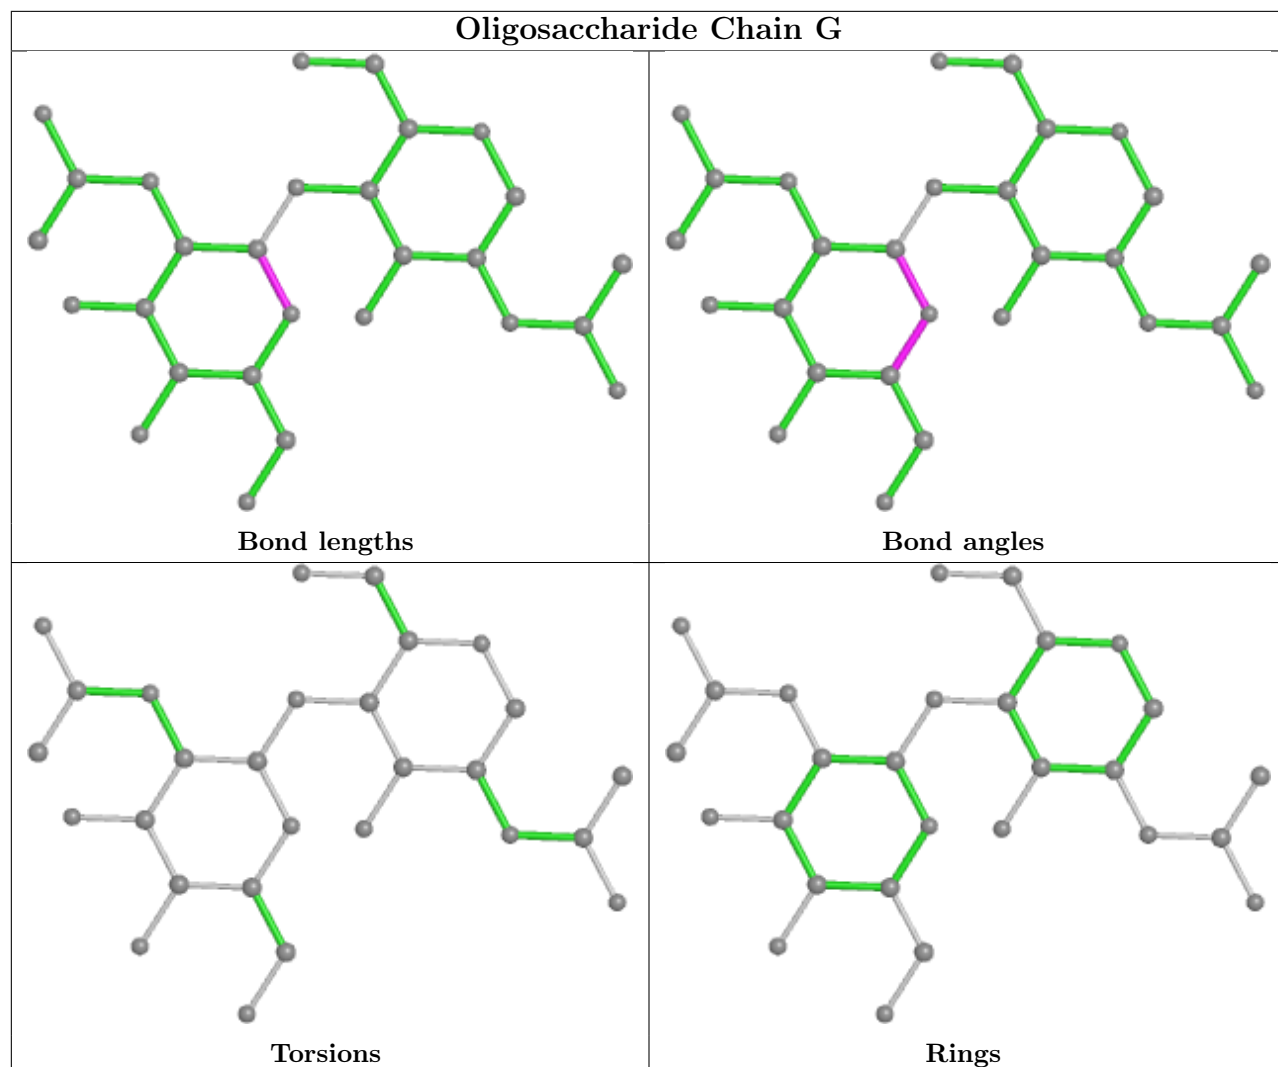 Oligosaccharide Chain G
Bond lengths
Bond angles
Torsions
Rings